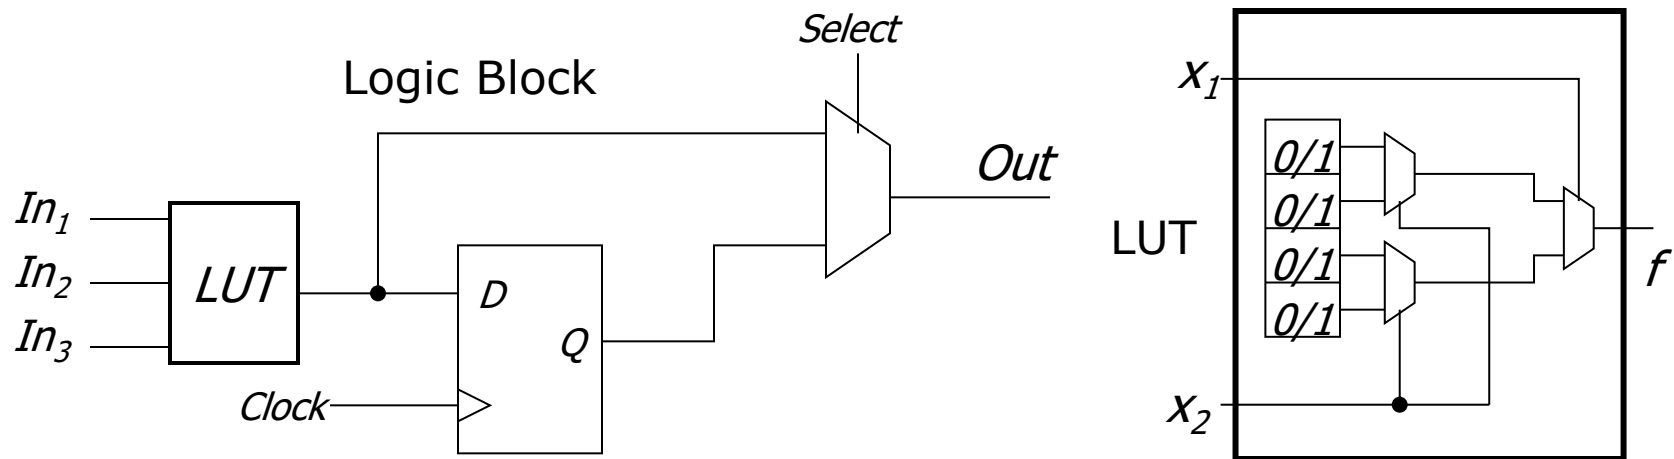 Select
Logic Block
Out
In1
In2
In3
LUT
D
Q
Clock
x1
0/1
0/1
0/1
0/1
LUT
f
x2